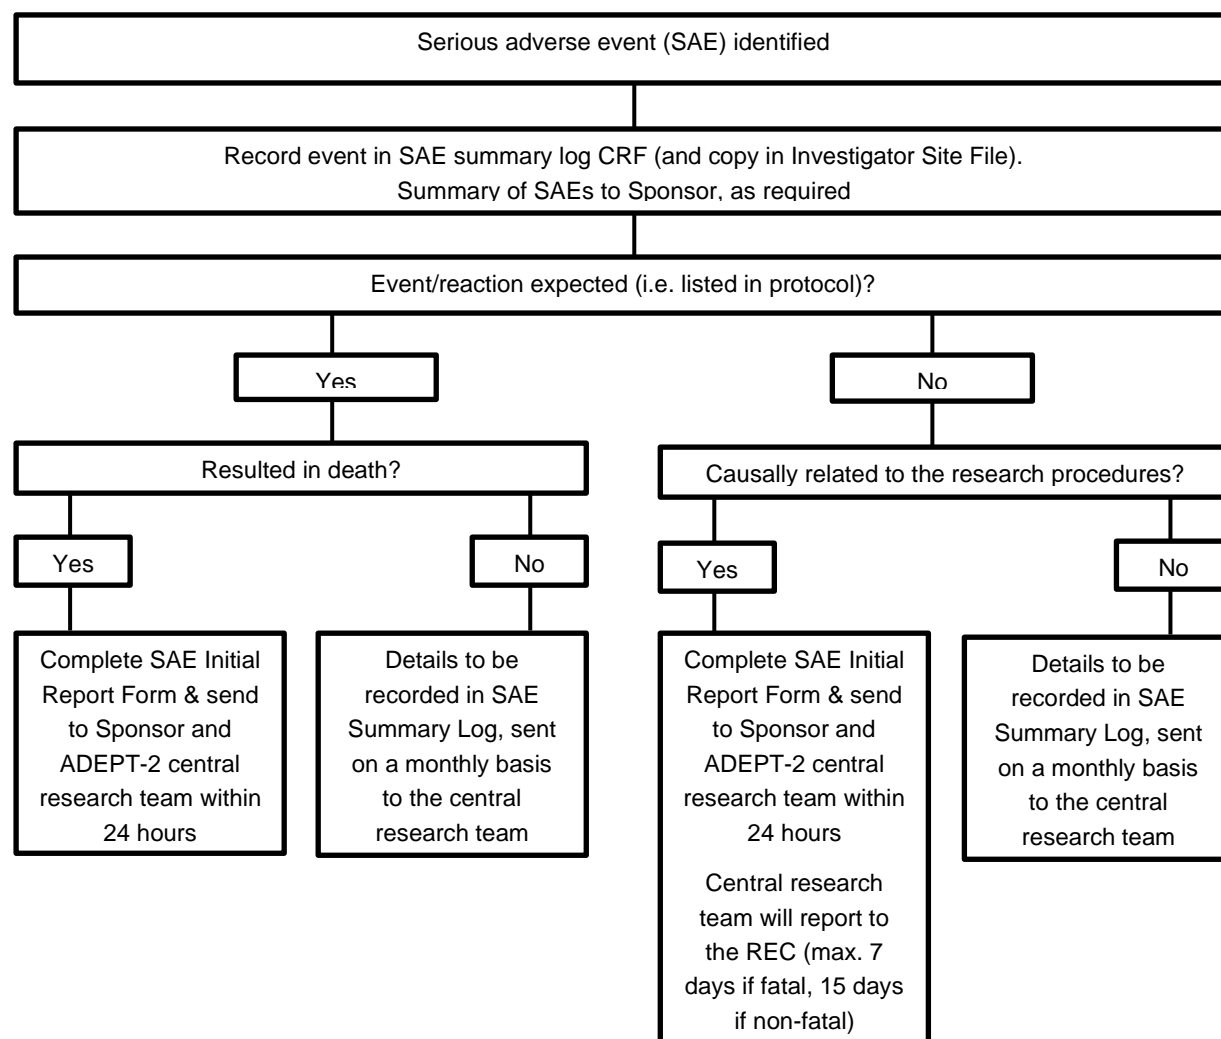 Serious adverse event (SAE) identified
Record event in SAE summary log CRF (and copy in Investigator Site File).
Summary of SAEs to Sponsor, as required
Event/reaction expected (i.e. listed in protocol)?
Yes
No
Resulted in death?
Causally related to the research procedures?
Yes
No
Yes
No
Complete SAE Initial
Report Form & send
to Sponsor and
ADEPT-2 central
research team within
24 hours
Details to be
recorded in SAE
Summary Log, sent
on a monthly basis
to the central
research team
Complete SAE Initial
Report Form & send
to Sponsor and
ADEPT-2 central
research team within
24 hours
Central research
team will report to
the REC (max. 7
days if fatal, 15 days
if non-fatal)
Details to be
recorded in SAE
Summary Log, sent
on a monthly basis
to the central
research team